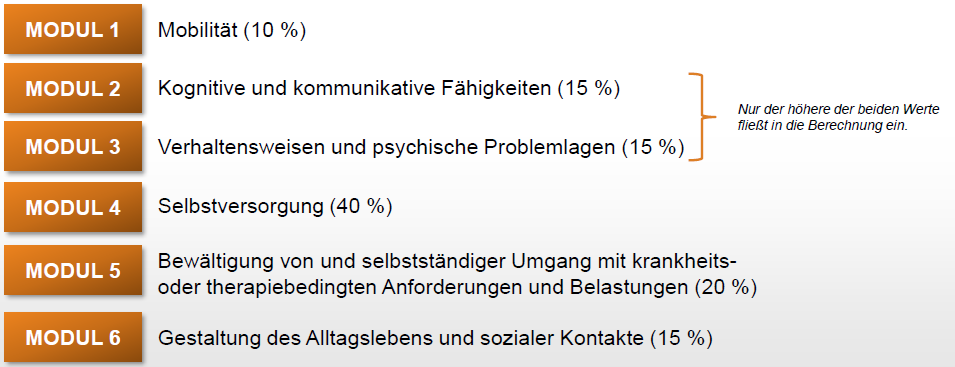 MODUL 1
Mobilität (10 %)
MODUL 2
Kognitive und kommunikative Fähigkeiten (15 %)
MODUL 3
Verhaltensweisen und psychische Problemlagen (15 %)
Nur der höhere der beiden Werte
fließt in die Berechnung ein.
MODUL 4
Selbstversorgung (40 %)
MODUL 5
Bewältigung von und selbstständiger Umgang mit krankheits-
oder therapiebedingten Anforderungen und Belastungen (20 %)
MODUL 6
Gestaltung des Alltagslebens und sozialer Kontakte (15 %)